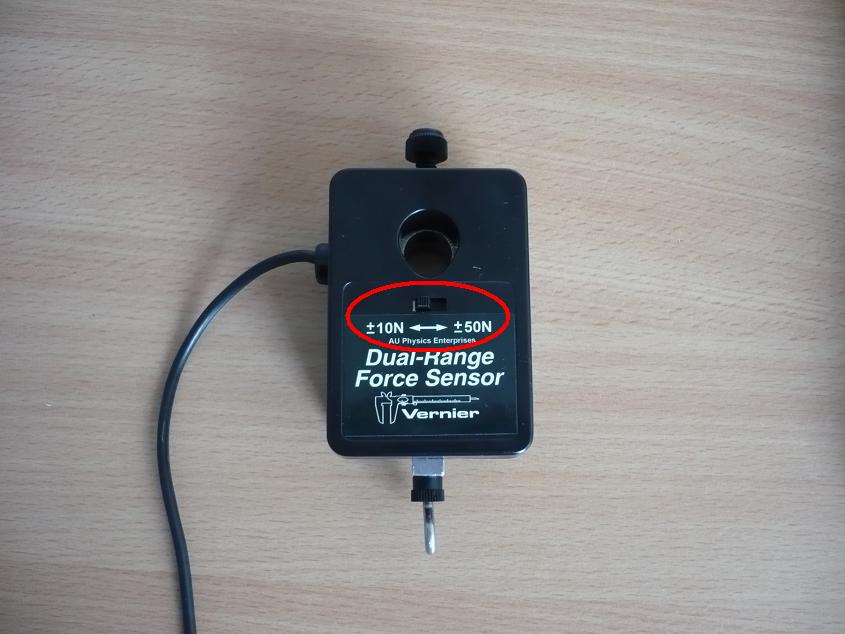 ±10N ↔ ±50N
AU Physics Enterprises
Dual-Range
Force Sensor
Vernier